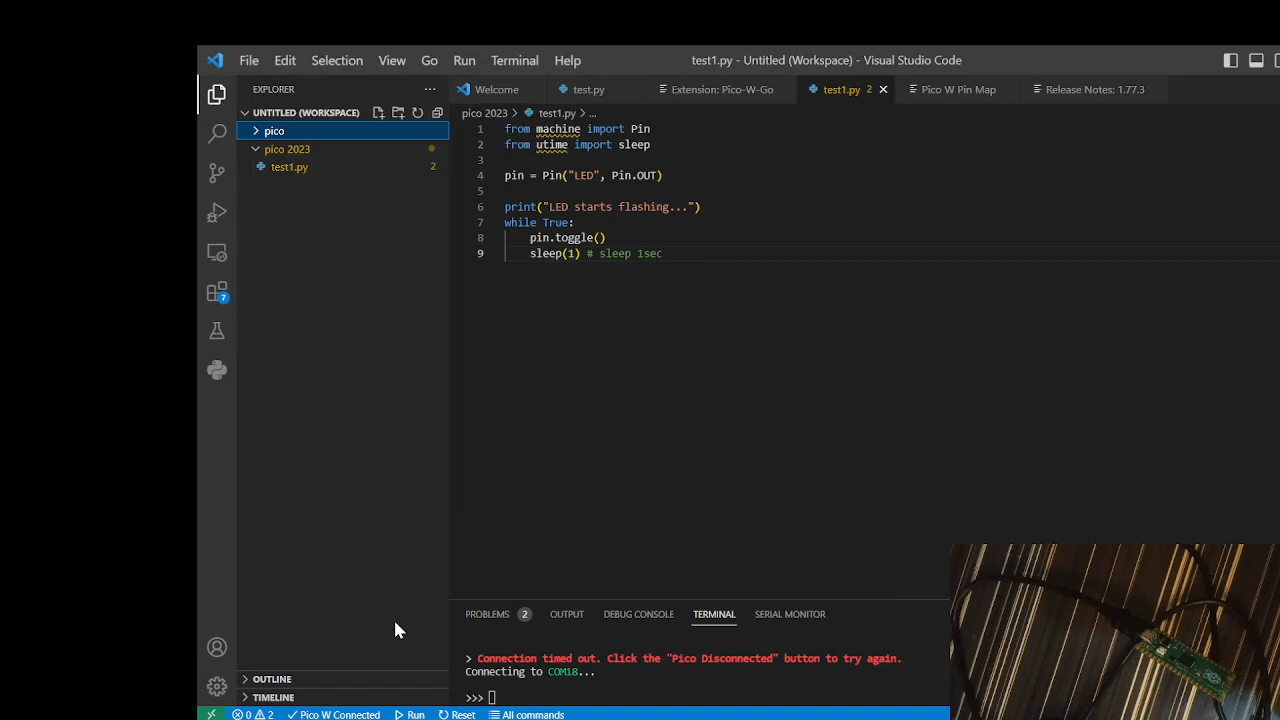 File Edit Selection View Go Run Terminal Help test1.py - Untitled (Workspace) - Visual Studio Code
EXPLORER ···
Welcome test.py Extension: Pico-W-Go test1.py 2 Pico W Pin Map Release Notes: 1.77.3
UNTITLED (WORKSPACE)
pico 2023 > test1.py > ...
pico
pico 2023
test1.py 2
1 from machine import Pin
2 from utime import sleep
3
4 pin = Pin("LED", Pin.OUT)
5
6 print("LED starts flashing...")
7 while True:
8 pin.toggle()
9 sleep(1) # sleep 1sec
7
PROBLEMS 2 OUTPUT DEBUG CONSOLE TERMINAL SERIAL MONITOR
> Connection timed out. Click the "Pico Disconnected" button to try again.
Connecting to COM18...
>>>
OUTLINE
TIMELINE
0 2 Pico W Connected Run Reset All commands